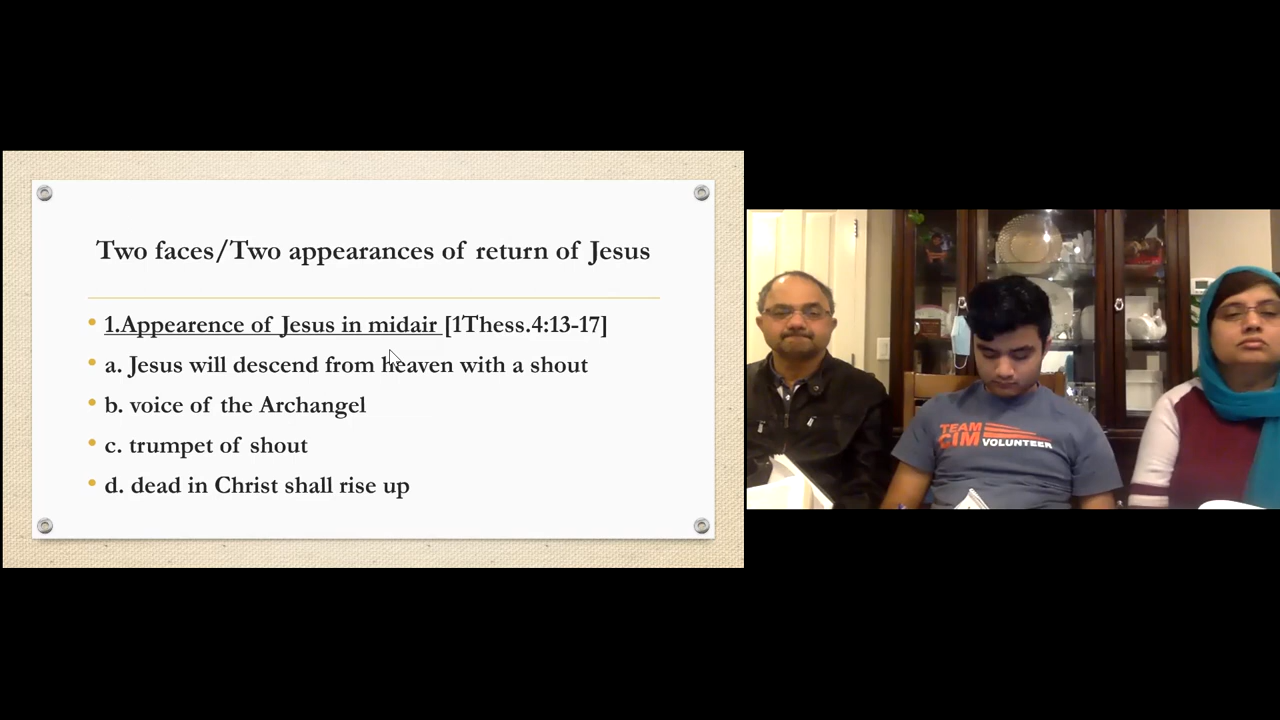 Two faces/Two appearances of return of Jesus
• 1.Appearence of Jesus in midair [1Thess.4:13-17]
• a. Jesus will descend from heaven with a shout
• b. voice of the Archangel
• c. trumpet of shout
• d. dead in Christ shall rise up
TEAM
CIM VOLUNTEER